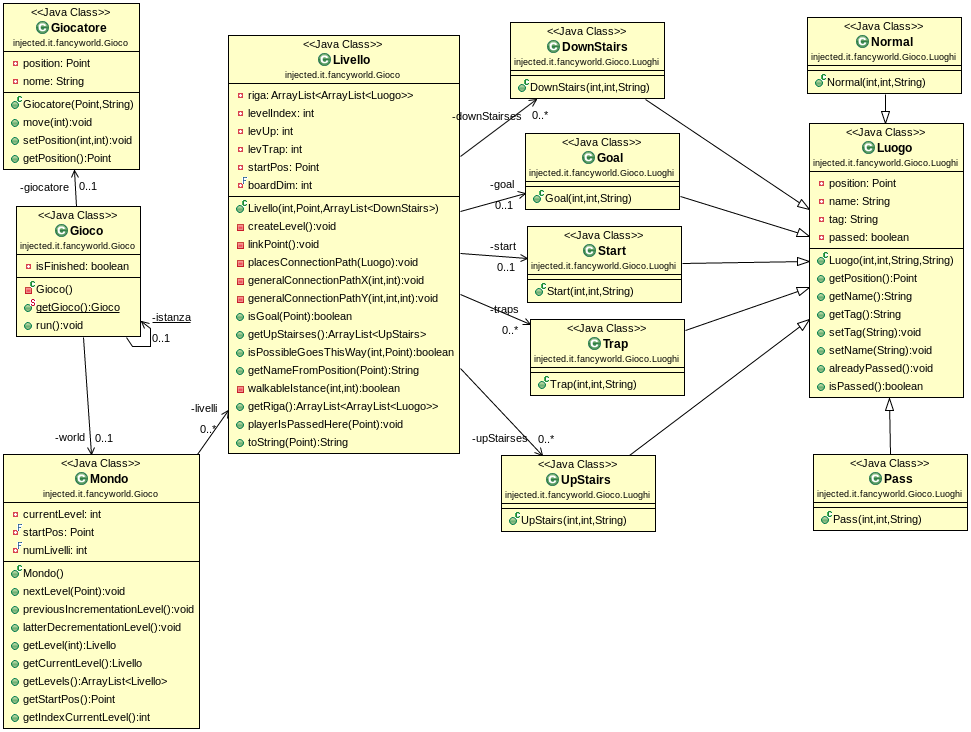 <<Java Class>>
Giocatore
injected.it.fancyworld.Gioco
position: Point
nome: String
Giocatore(Point,String)
move(int):void
setPosition(int,int):void
getPosition():Point
-giocatore
0..1
<<Java Class>>
Gioco
injected.it.fancyworld.Gioco
isFinished: boolean
Gioco()
getGioco():Gioco
run():void
-istanza
0..1
-world
0..1
<<Java Class>>
Mondo
injected.it.fancyworld.Gioco
currentLevel: int
startPos: Point
numLivelli: int
Mondo()
nextLevel(Point):void
previousIncrementationLevel():void
latterDecrementationLevel():void
getLevel(int):Livello
getCurrentLevel():Livello
getLevels():ArrayList<Livello>
getStartPos():Point
getIndexCurrentLevel():int
-livelli
0..*
<<Java Class>>
Livello
injected.it.fancyworld.Gioco
riga: ArrayList<ArrayList<Luogo>>
levelIndex: int
levUp: int
levTrap: int
startPos: Point
boardDim: int
Livello(int,Point,ArrayList<DownStairs>)
createLevel():void
linkPoint():void
placesConnectionPath(Luogo):void
generalConnectionPathX(int,int):void
generalConnectionPathY(int,int,int):void
isGoal(Point):boolean
getUpStairses():ArrayList<UpStairs>
isPossibleGoesThisWay(int,Point):boolean
getNameFromPosition(Point):String
walkableIstance(int,int):boolean
getRiga():ArrayList<ArrayList<Luogo>>
playerIsPassedHere(Point):void
toString(Point):String
-downStairses
0..*
-goal
0..1
-start
0..1
-traps
0..*
-upStairses
0..*
<<Java Class>>
DownStairs
injected.it.fancyworld.Gioco.Luoghi
DownStairs(int,int,String)
<<Java Class>>
Goal
injected.it.fancyworld.Gioco.Luoghi
Goal(int,int,String)
<<Java Class>>
Start
injected.it.fancyworld.Gioco.Luoghi
Start(int,int,String)
<<Java Class>>
Trap
injected.it.fancyworld.Gioco.Luoghi
Trap(int,int,String)
<<Java Class>>
UpStairs
injected.it.fancyworld.Gioco.Luoghi
UpStairs(int,int,String)
<<Java Class>>
Normal
injected.it.fancyworld.Gioco.Luoghi
Normal(int,int,String)
<<Java Class>>
Luogo
injected.it.fancyworld.Gioco.Luoghi
position: Point
name: String
tag: String
passed: boolean
Luogo(int,int,String,String)
getPosition():Point
getName():String
getTag():String
setTag(String):void
setName(String):void
alreadyPassed():void
isPassed():boolean
<<Java Class>>
Pass
injected.it.fancyworld.Gioco.Luoghi
Pass(int,int,String)